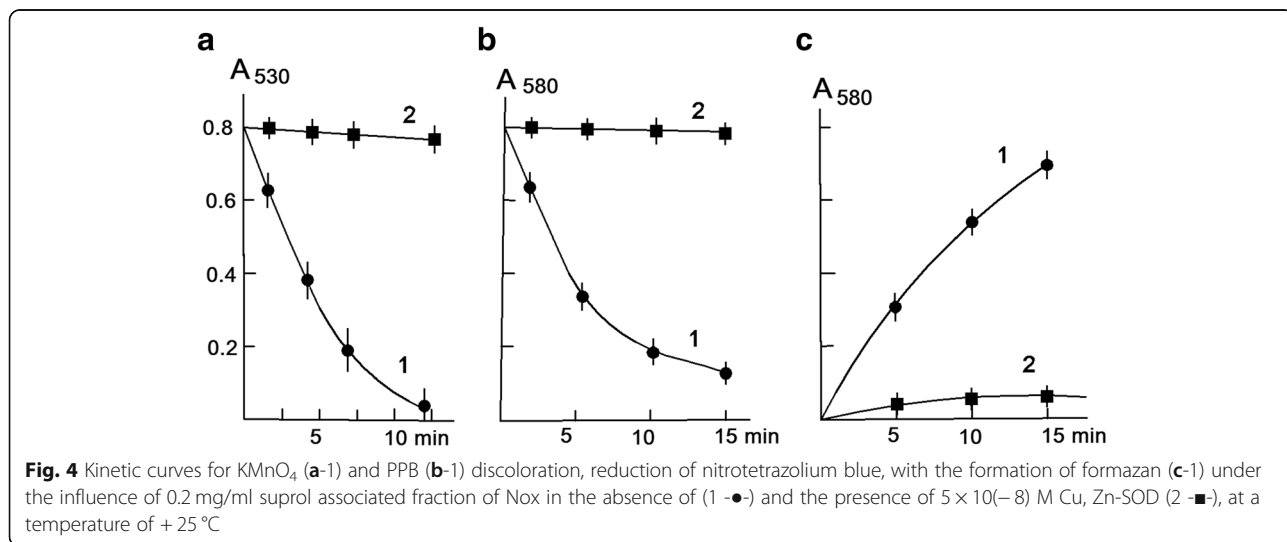 a
b
c
A 530
A 580
A 580
0.8
0.6
0.4
0.2
2
1
2
1
1
2
5 10 min
5 10 15 min
5 10 15 min
Fig. 4 Kinetic curves for KMnO₄ (a-1) and PPB (b-1) discoloration, reduction of nitrotetrazolium blue, with the formation of formazan (c-1) under
the influence of 0.2 mg/ml suprol associated fraction of Nox in the absence of (1 -●-) and the presence of 5 × 10(− 8) M Cu, Zn-SOD (2 -■-), at a
temperature of + 25 °C